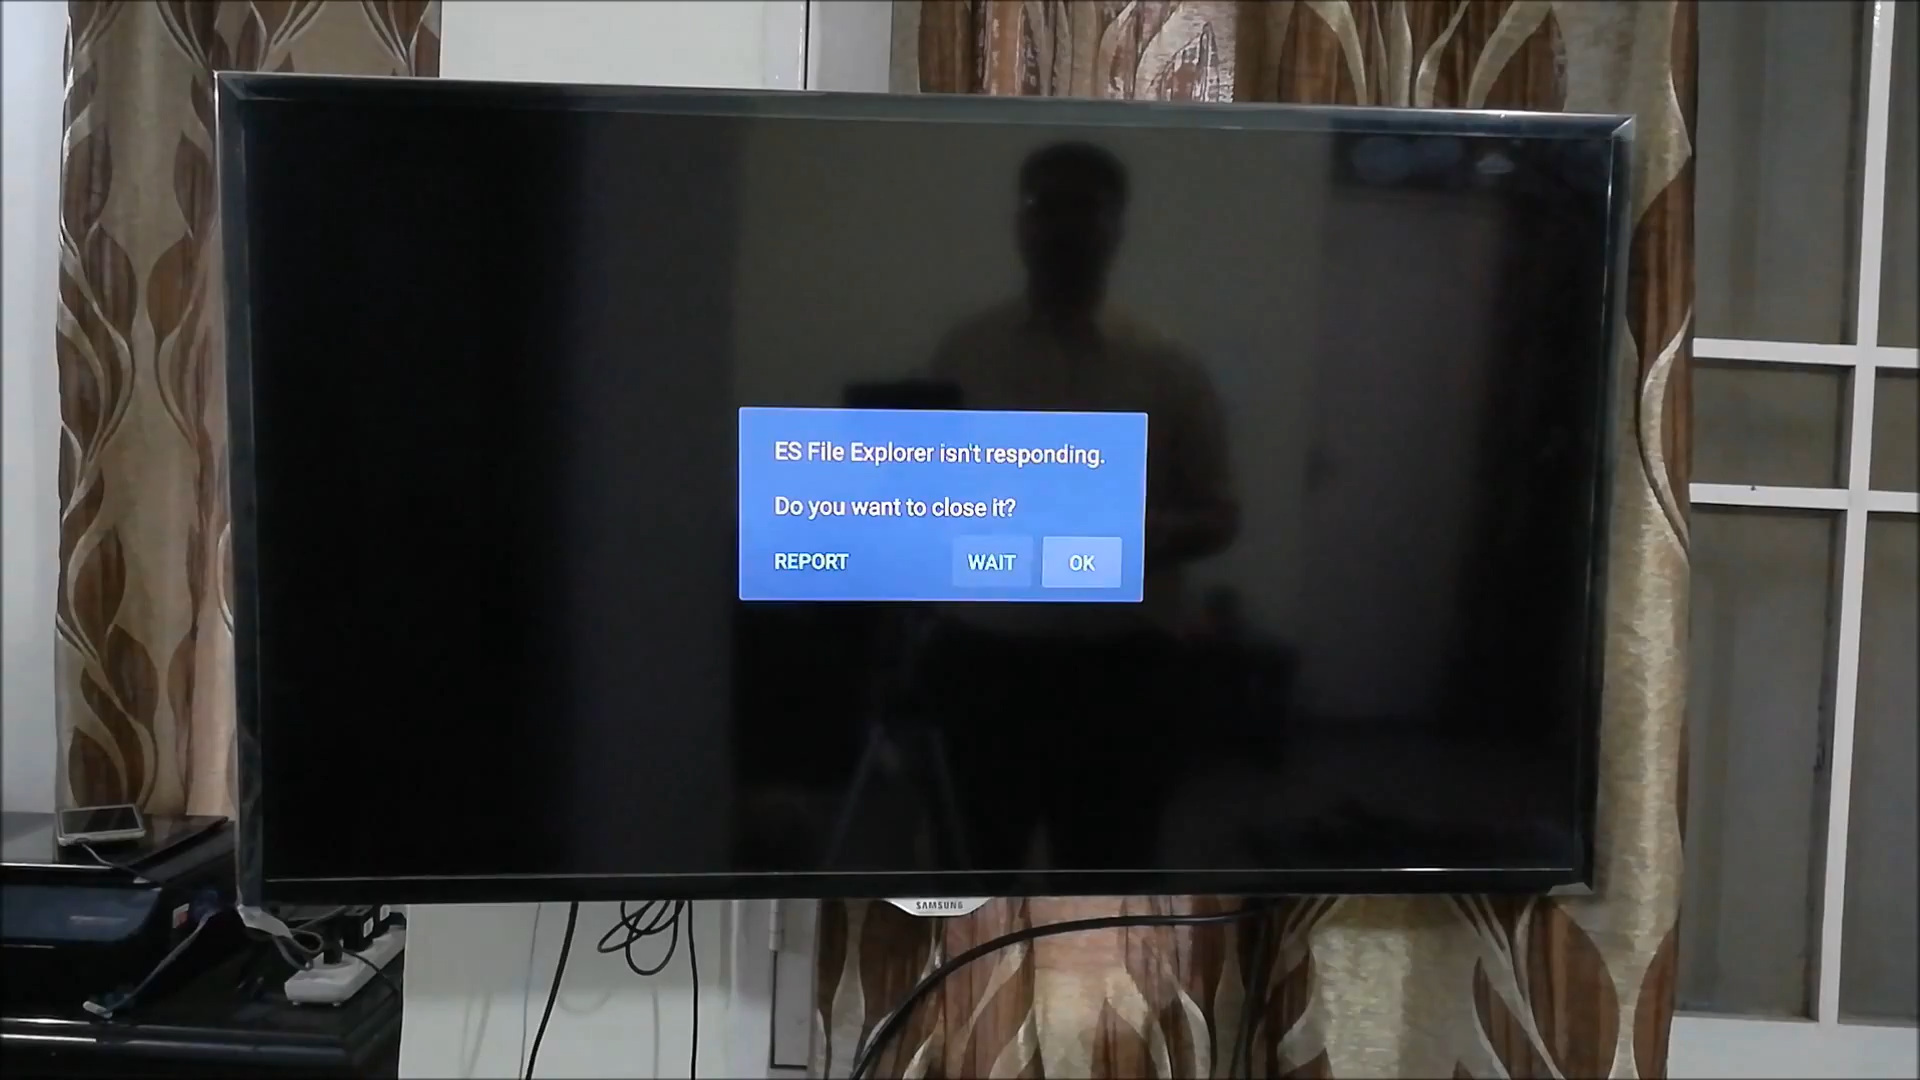 ES File Explorer isn't responding.
Do you want to close it?
REPORT WAIT OK
SAMSUNG